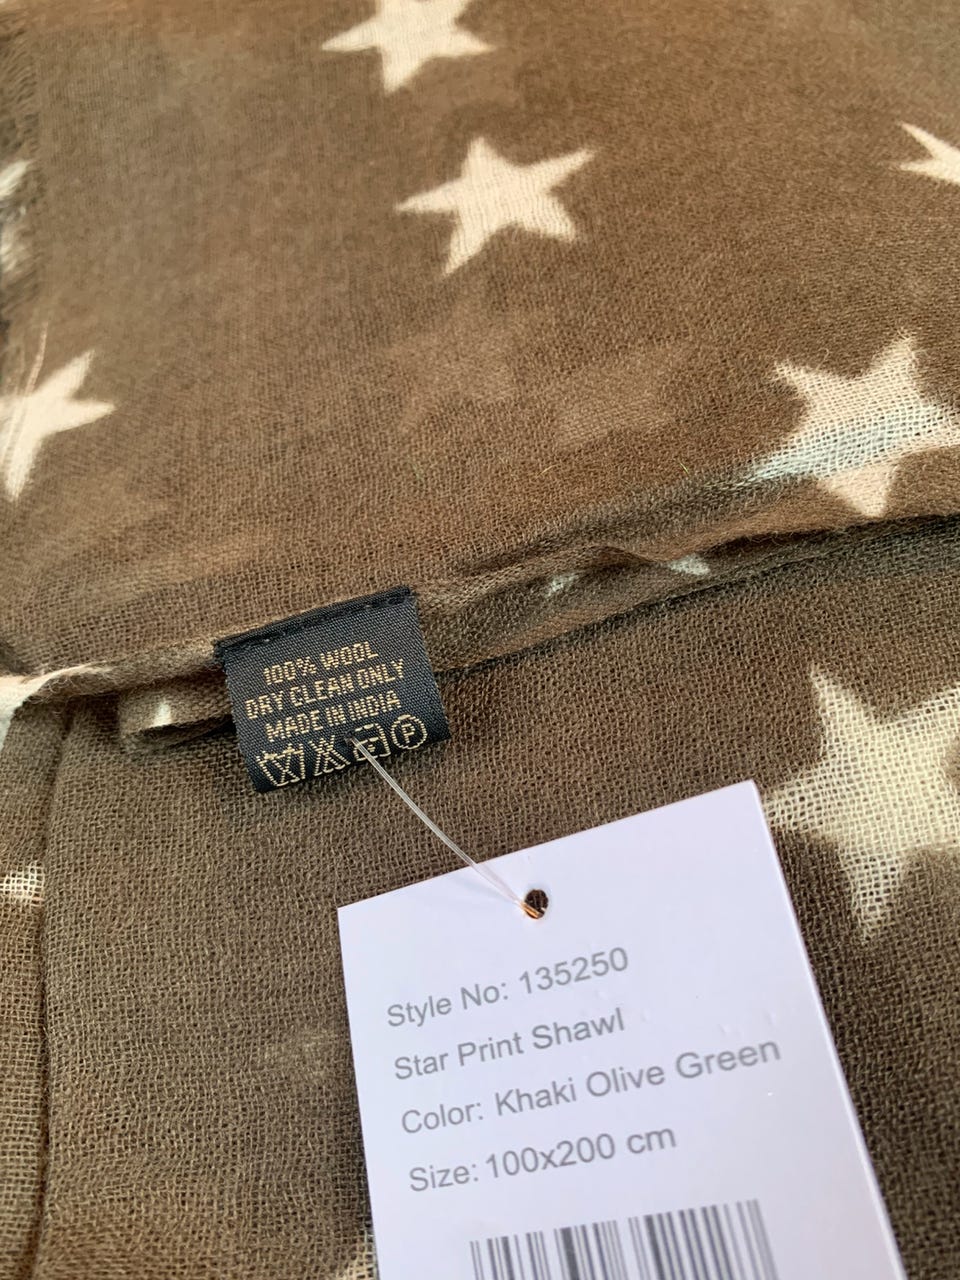 100% WOOL
DRY CLEAN ONLY
MADE IN INDIA
P
Style No: 135250
Star Print Shawl
Color: Khaki Olive Green
Size: 100x200 cm